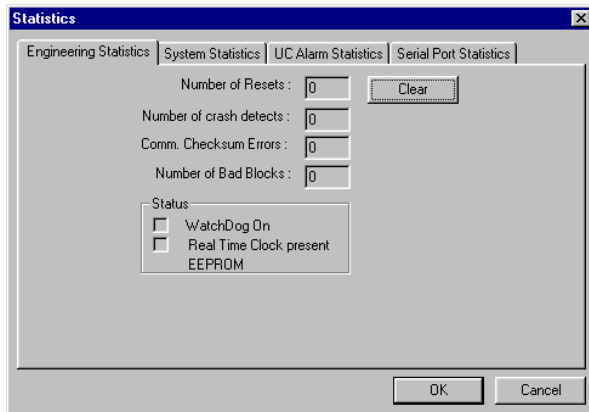 Statistics
Engineering Statistics System Statistics UC Alarm Statistics Serial Port Statistics
Number of Resets : 0 Clear
Number of crash detects : 0
Comm. Checksum Errors : 0
Number of Bad Blocks : 0
Status
WatchDog On
Real Time Clock present
EEPROM
OK Cancel